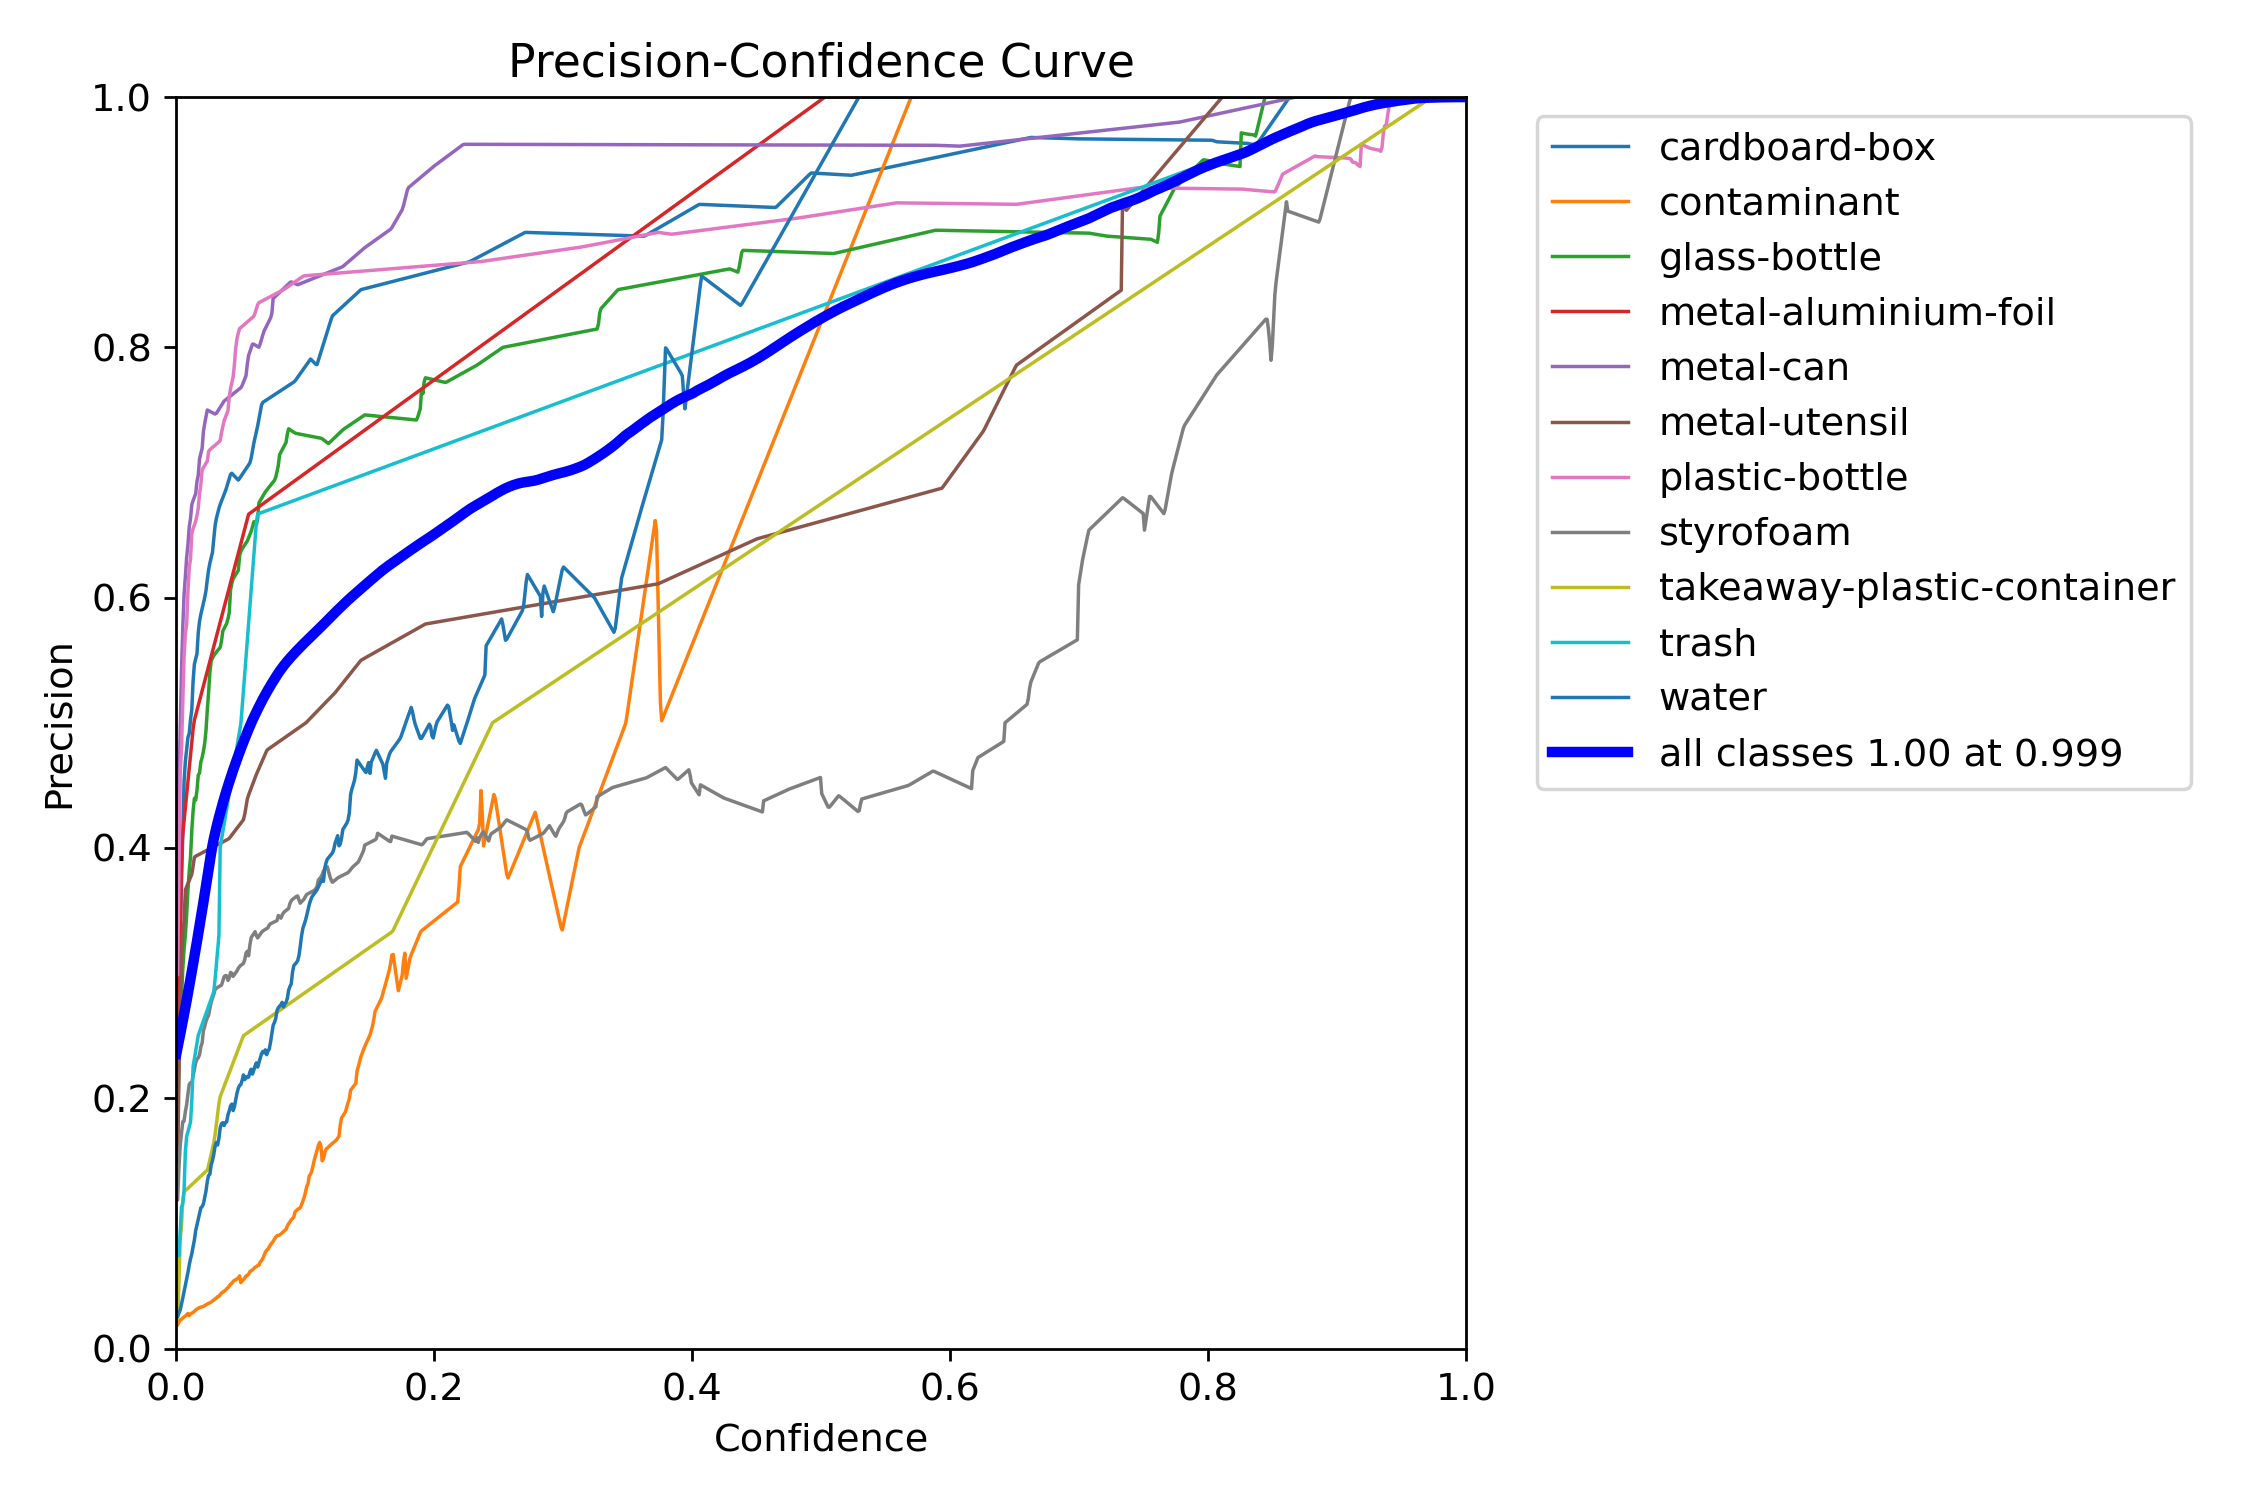 Precision-Confidence Curve
1.0
0.8
0.6
0.4
0.2
0.0
Precision
0.0 0.2 0.4 0.6 0.8 1.0
Confidence
cardboard-box
contaminant
glass-bottle
metal-aluminium-foil
metal-can
metal-utensil
plastic-bottle
styrofoam
takeaway-plastic-container
trash
water
all classes 1.00 at 0.999